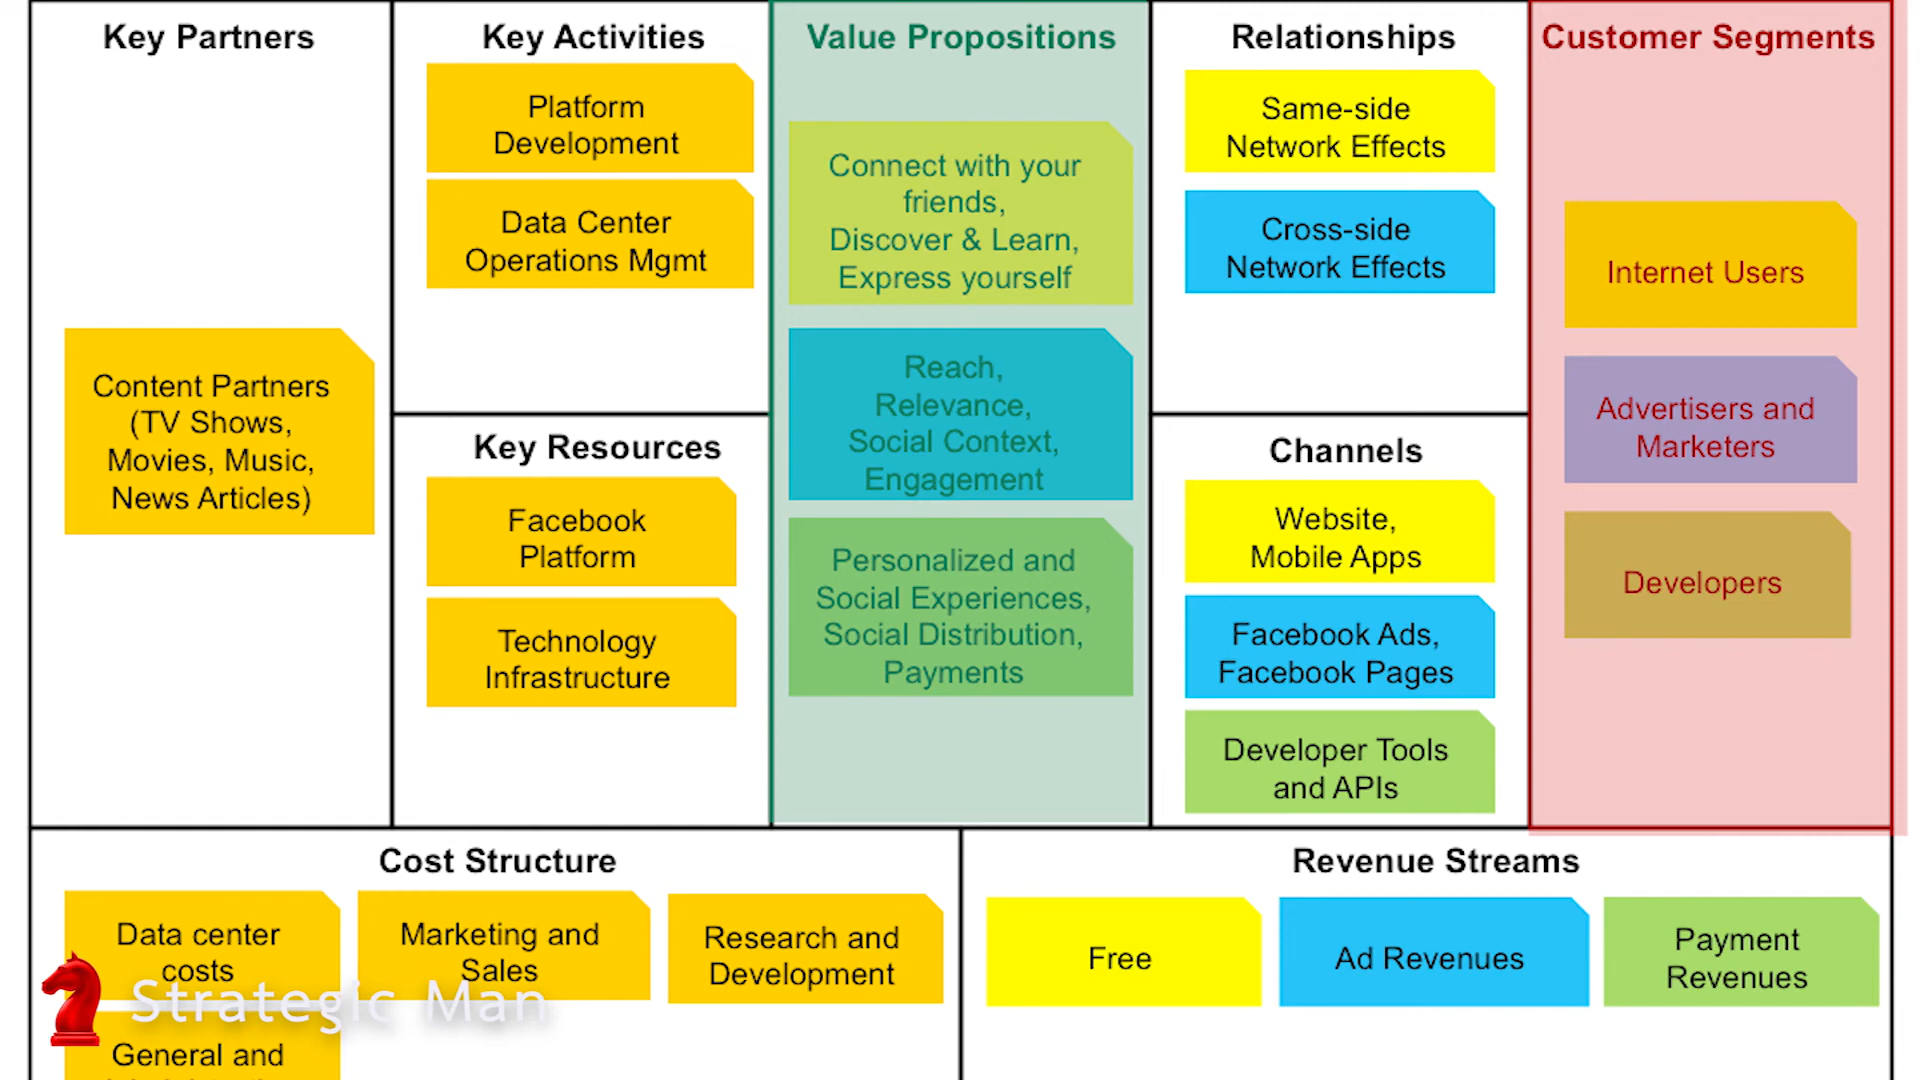 Key Partners
Content Partners
(TV Shows,
Movies, Music,
News Articles)
Key Activities
Platform
Development
Data Center
Operations Mgmt
Key Resources
Facebook
Platform
Technology
Infrastructure
Value Propositions
Connect with your
friends,
Discover & Learn,
Express yourself
Reach,
Relevance,
Social Context,
Engagement
Personalized and
Social Experiences,
Social Distribution,
Payments
Relationships
Same-side
Network Effects
Cross-side
Network Effects
Channels
Website,
Mobile Apps
Facebook Ads,
Facebook Pages
Developer Tools
and APIs
Customer Segments
Internet Users
Advertisers and
Marketers
Developers
Cost Structure
Data center
costs
Marketing and
Sales
Research and
Development
General and
Revenue Streams
Free
Ad Revenues
Payment
Revenues
Strategic Man